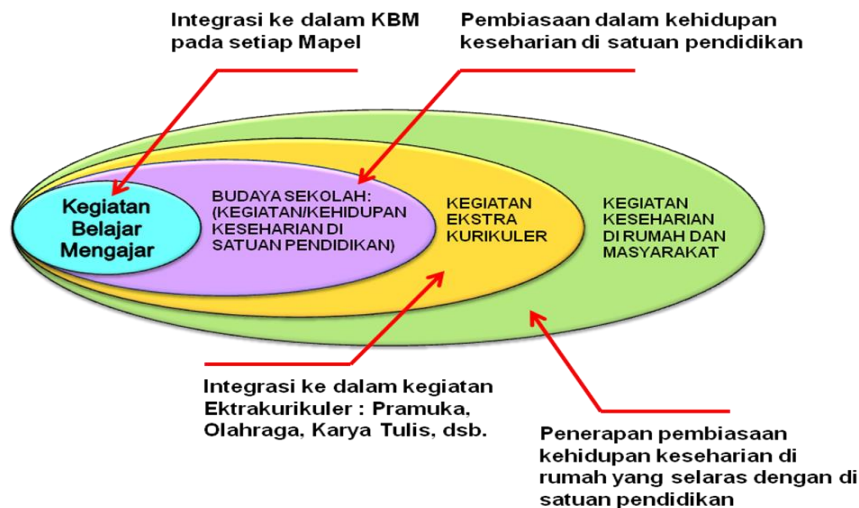 Integrasi ke dalam KBM
pada setiap Mapel
Pembiasaan dalam kehidupan
keseharian di satuan pendidikan
Kegiatan
Belajar
Mengajar
BUDAYA SEKOLAH:
(KEGIATAN/KEHIDUPAN
KESEHARIAN DI
SATUAN PENDIDIKAN)
KEGIATAN
EKSTRA
KURIKULER
KEGIATAN
KESEHARIAN
DI RUMAH DAN
MASYARAKAT
Integrasi ke dalam kegiatan
Ektrakurikuler : Pramuka,
Olahraga, Karya Tulis, dsb.
Penerapan pembiasaan
kehidupan keseharian di
rumah yang selaras dengan di
satuan pendidikan